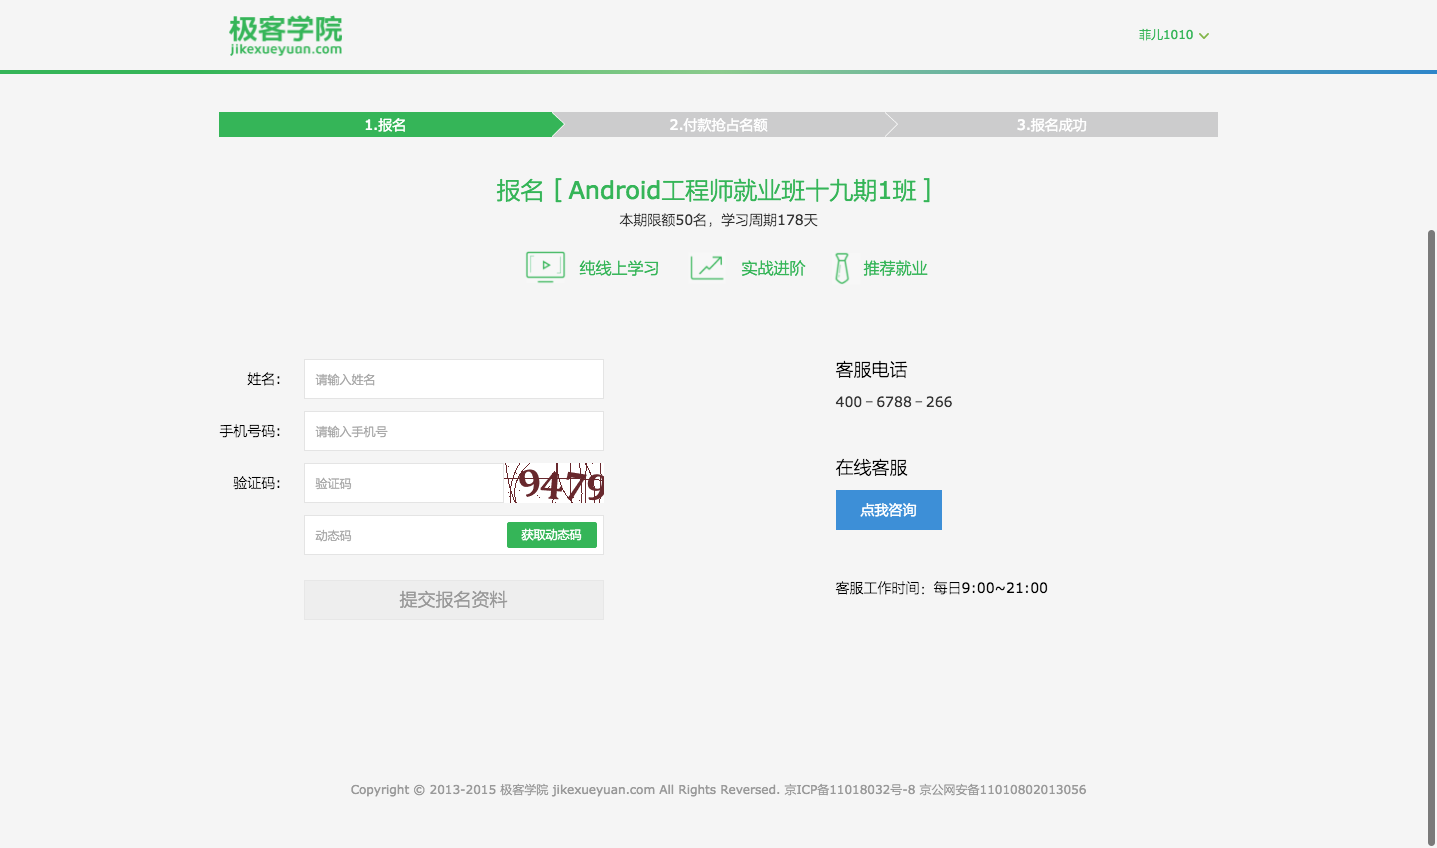 极客学院
jikexueyuan.com
菲儿1010
1.报名
2.付款抢占名额
3.报名成功
报名 [ Android工程师就业班十九期1班 ]
本期限额50名，学习周期178天
纯线上学习
实战进阶
推荐就业
姓名：
请输入姓名
手机号码：
请输入手机号
验证码：
验证码
9479
动态码
获取动态码
提交报名资料
客服电话
400－6788－266
在线客服
点我咨询
客服工作时间：每日9:00~21:00
Copyright © 2013-2015 极客学院 jikexueyuan.com All Rights Reversed. 京ICP备11018032号-8 京公网安备11010802013056